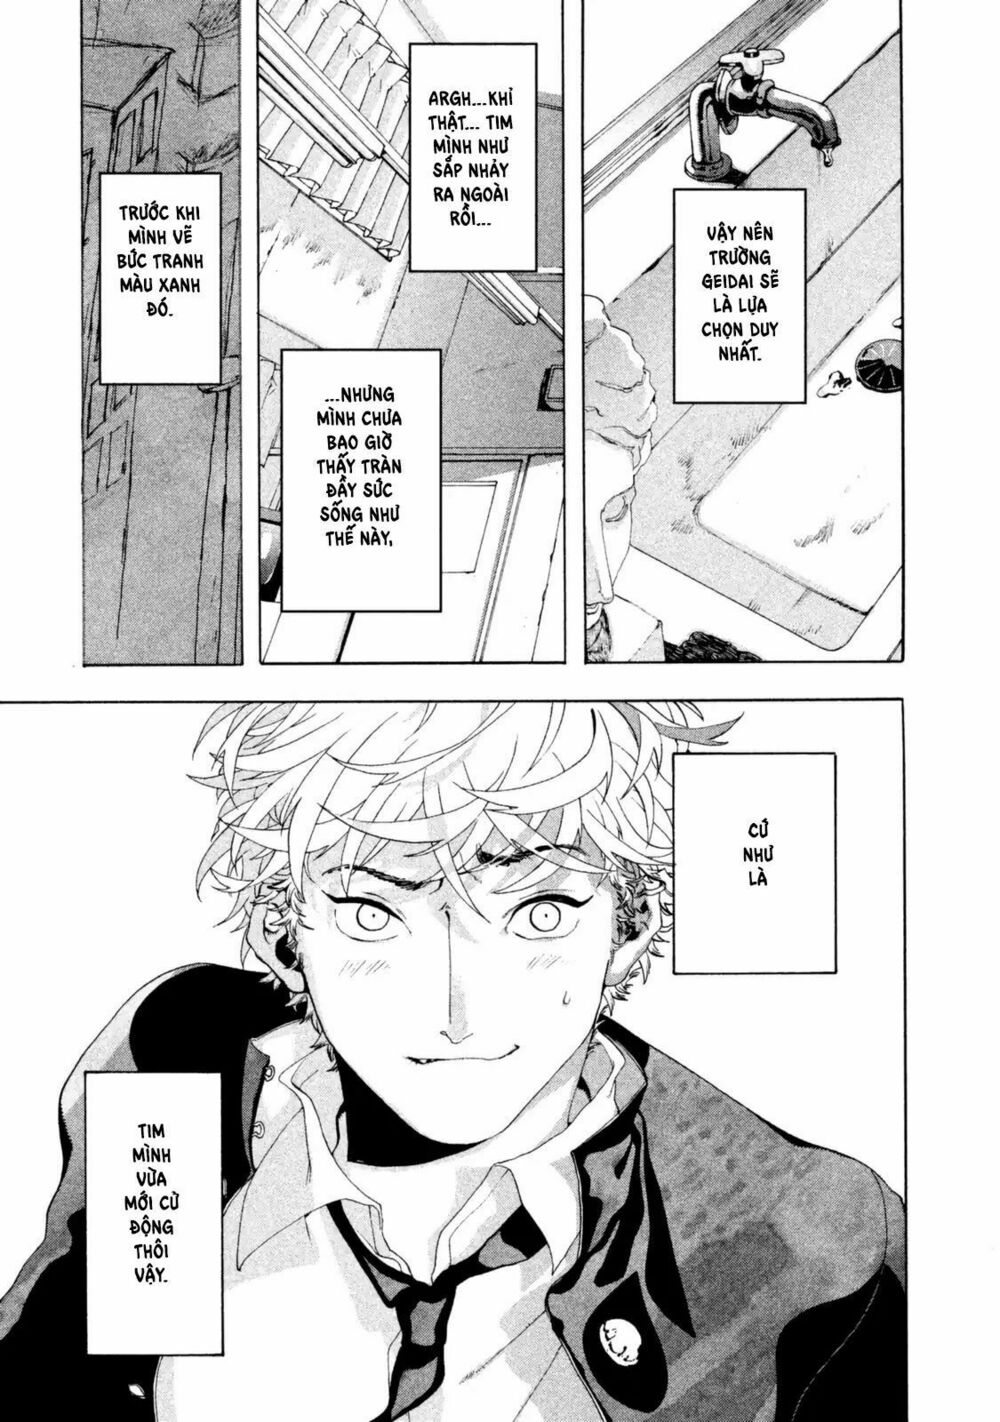 VẬY NÊN
TRƯỜNG
GEIDAI SẼ
LÀ LỰA
CHỌN DUY
NHẤT.
ARGH...KHỈ
THẬT... TIM
MÌNH NHƯ
SẮP NHẢY
RA NGOÀI
RỒI...
...NHƯNG
MÌNH CHƯA
BAO GIỜ
THẤY TRÀN
ĐẦY SỨC
SỐNG NHƯ
THẾ NÀY,
TRƯỚC KHI
MÌNH VẼ
BỨC TRANH
MÀU XANH
ĐÓ.
CỨ
NHƯ
LÀ
TIM
MÌNH
VỪA
MỚI CỬ
ĐỘNG
THÔI
VẬY.